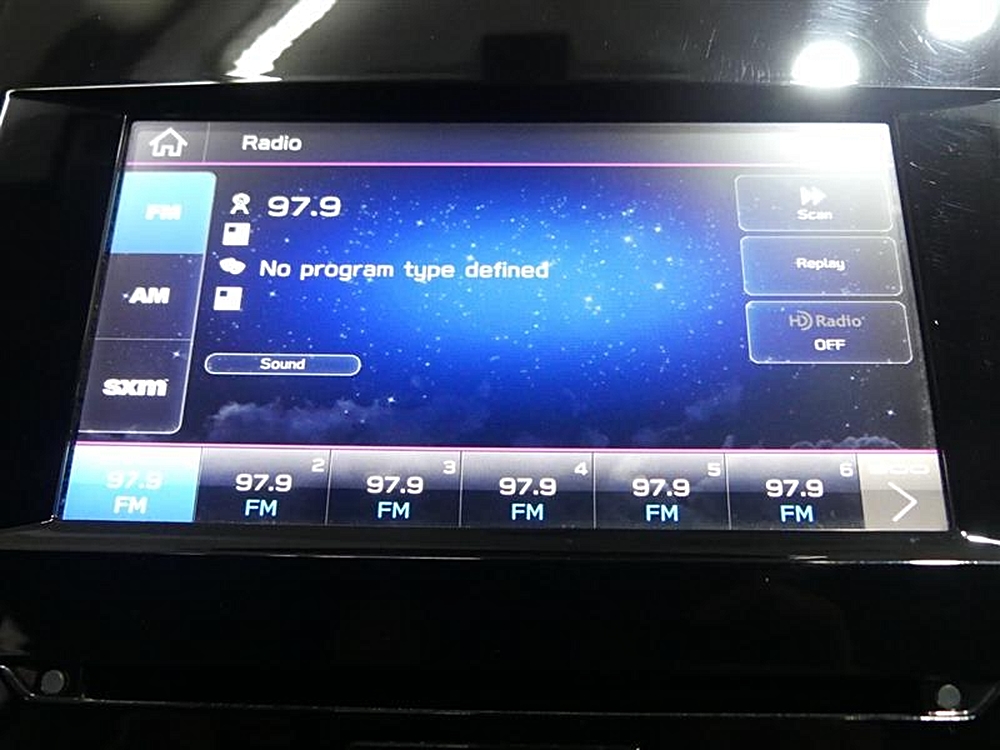 Radio
FM
AM
sxm
97.9
No program type defined
Sound
Scan
Replay
HD Radio
OFF
97.9
FM
2
97.9
FM
3
97.9
FM
4
97.9
FM
5
97.9
FM
6
97.9
FM